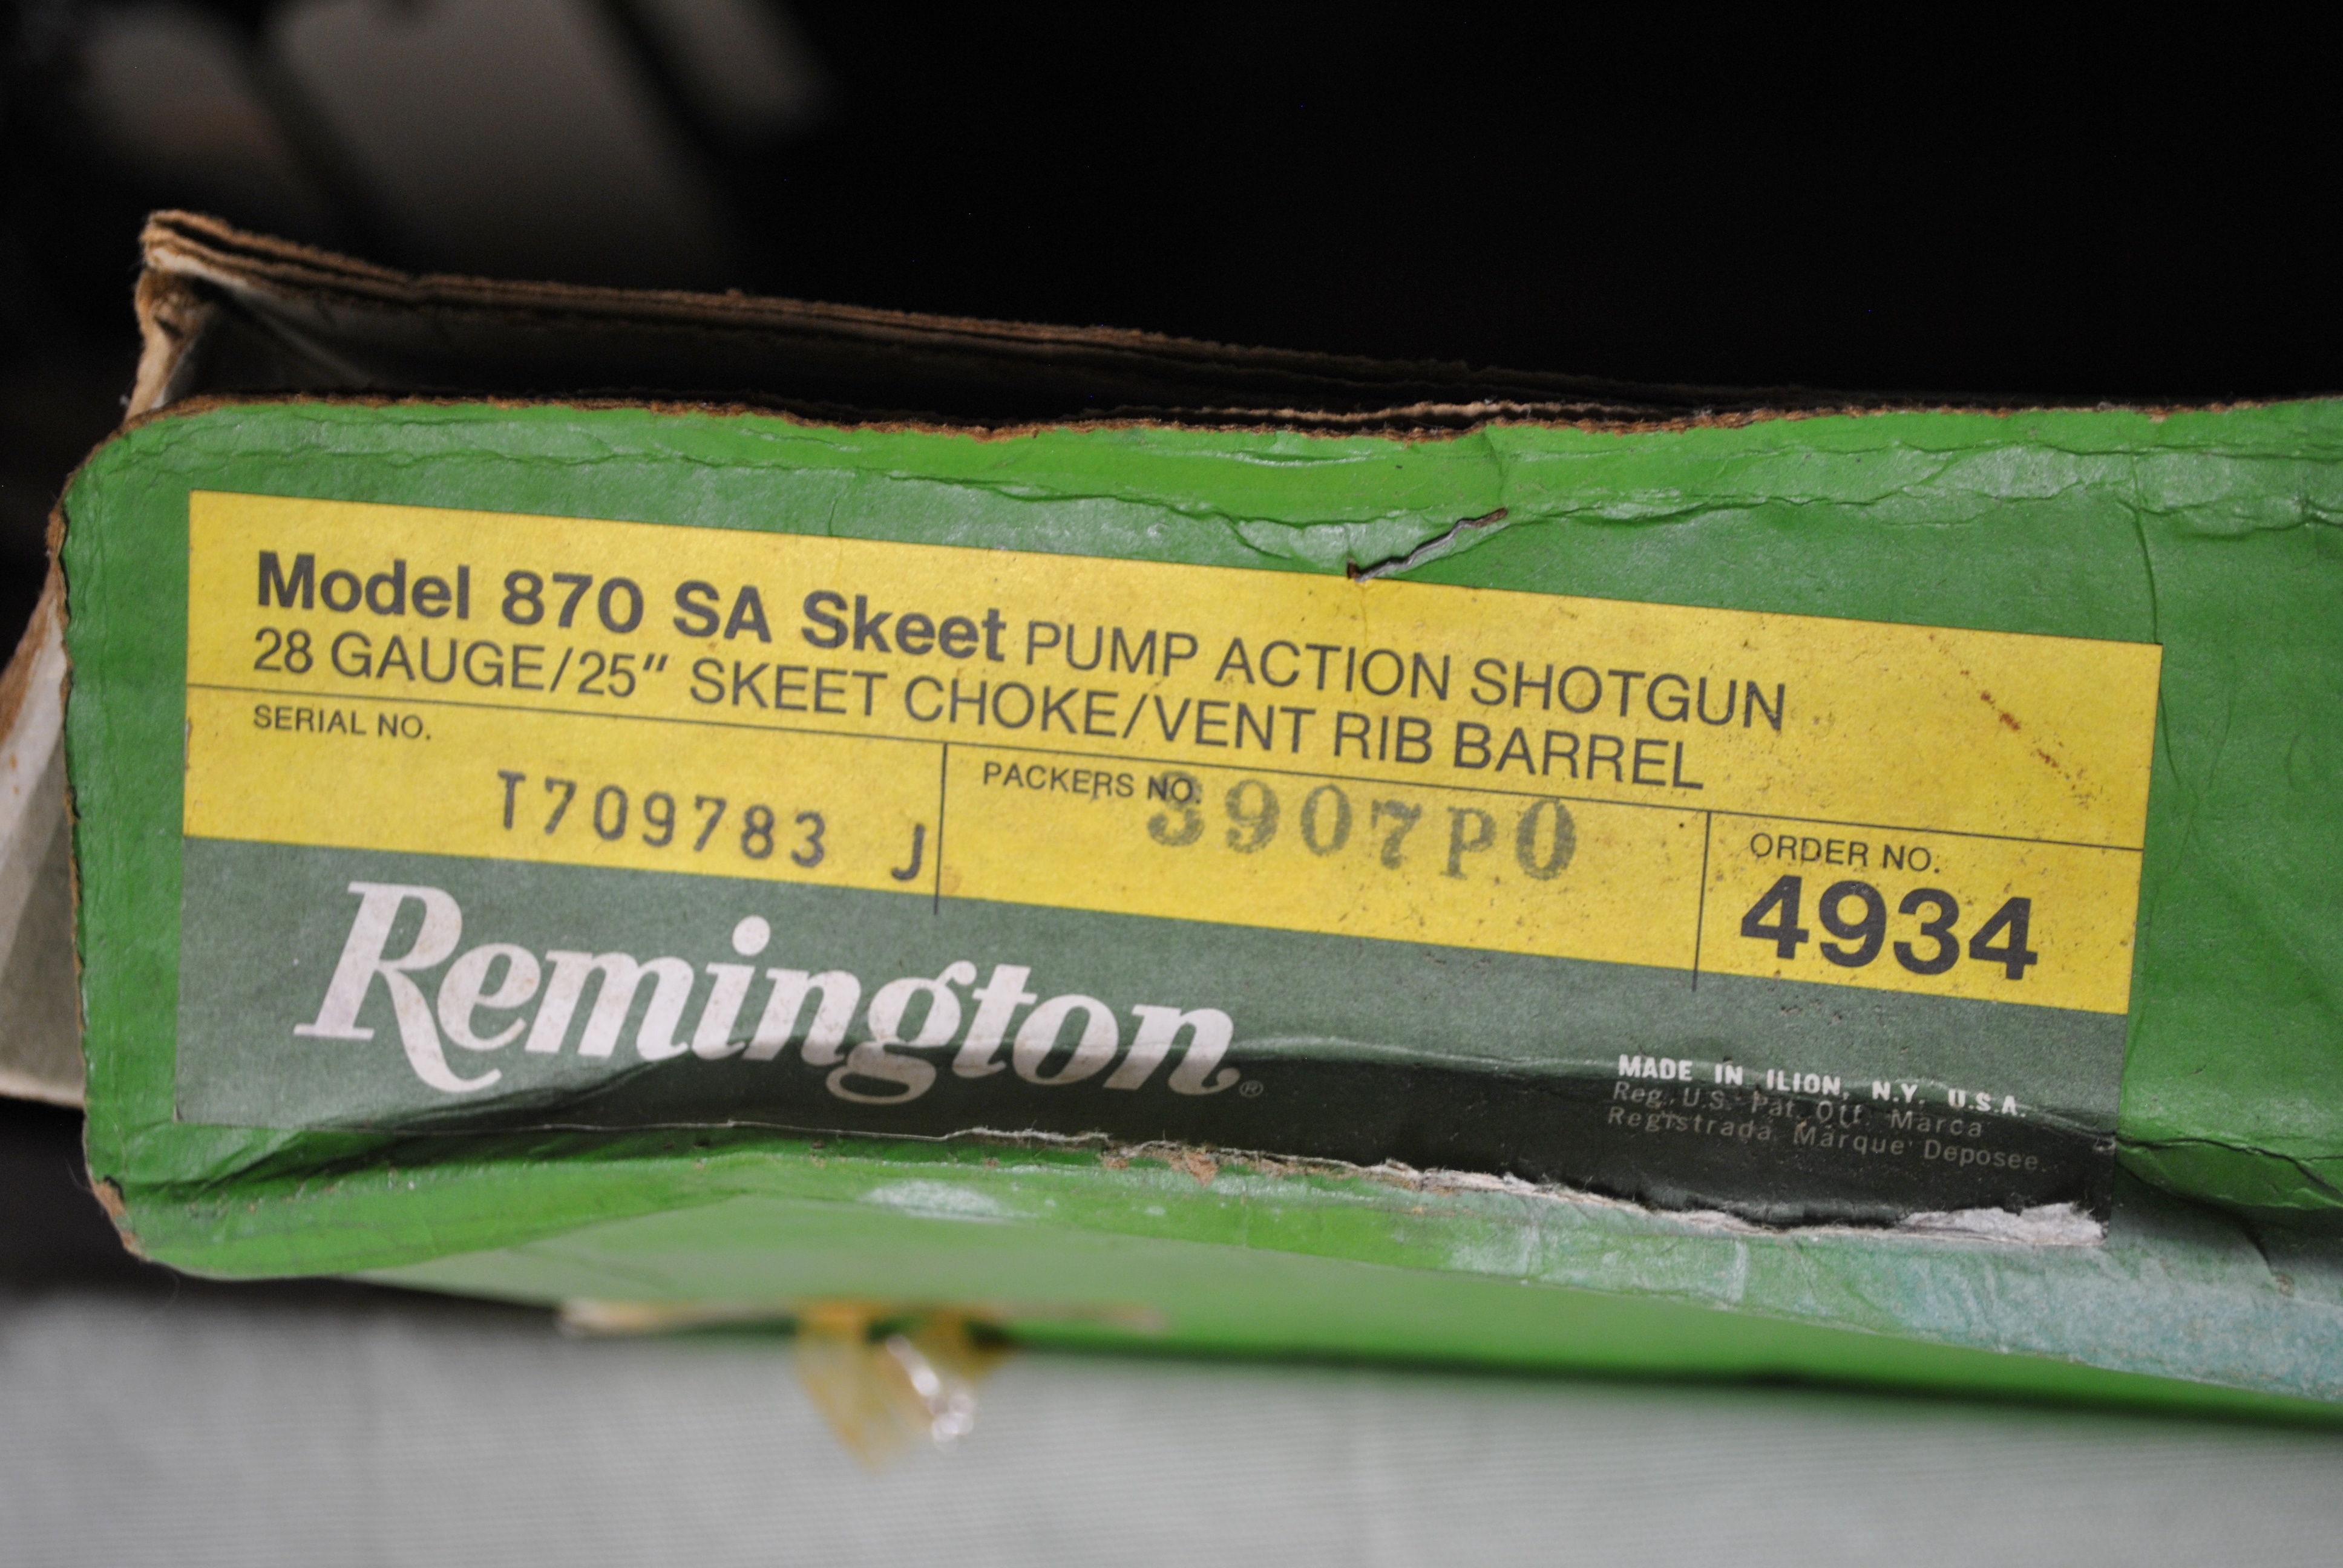 Model 870 SA Skeet PUMP ACTION SHOTGUN
28 GAUGE/25" SKEET CHOKE/VENT RIB BARREL
SERIAL NO.
T709783 J
PACKERS NO.
3907P0
ORDER NO.
4934
Remington®
MADE IN ILION, N.Y. U.S.A.
Reg. U.S. Pat. Off. Marca
Registrada Marque Deposee.